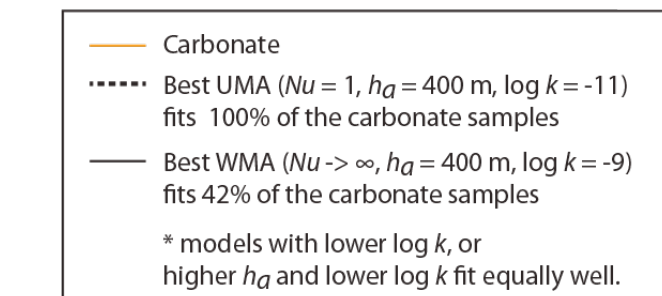 Carbonate
Best UMA (Nu = 1, ha = 400 m, log k = -11)
fits 100% of the carbonate samples
Best WMA (Nu -> ∞, ha = 400 m, log k = -9)
fits 42% of the carbonate samples
* models with lower log k, or
higher ha and lower log k fit equally well.